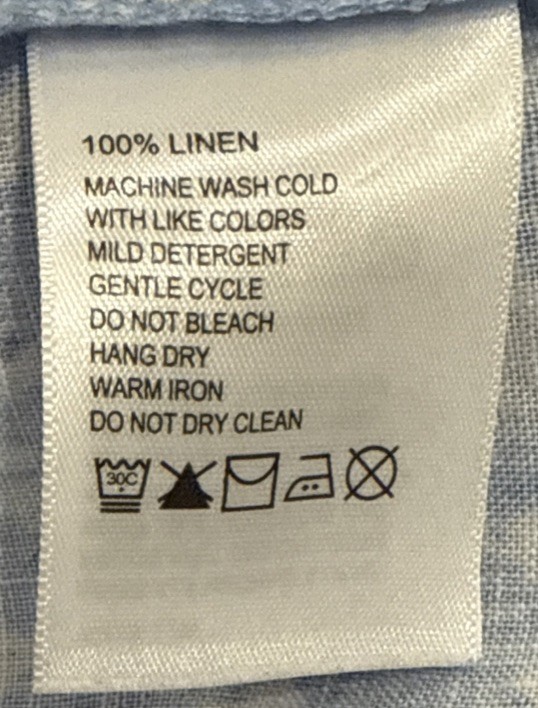 100% LINEN
MACHINE WASH COLD
WITH LIKE COLORS
MILD DETERGENT
GENTLE CYCLE
DO NOT BLEACH
HANG DRY
WARM IRON
DO NOT DRY CLEAN
30C